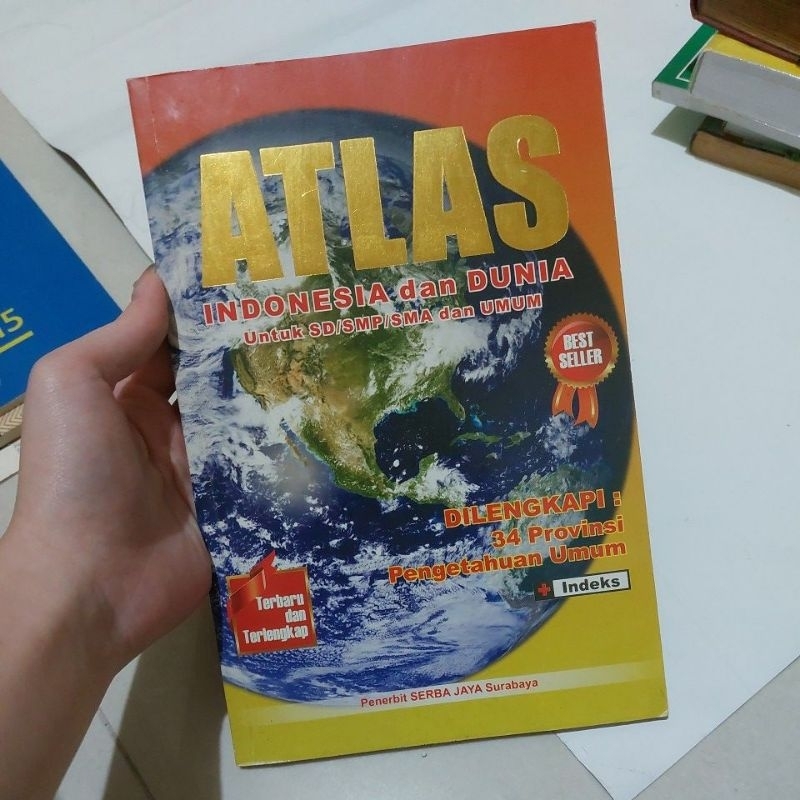 ATLAS
INDONESIA dan DUNIA
Untuk SD/SMP/SMA dan UMUM
BEST
SELLER
DILENGKAPI :
34 Provinsi
Pengetahuan Umum
+ Indeks
Terbaru
dan
Terlengkap
Penerbit SERBA JAYA Surabaya
15